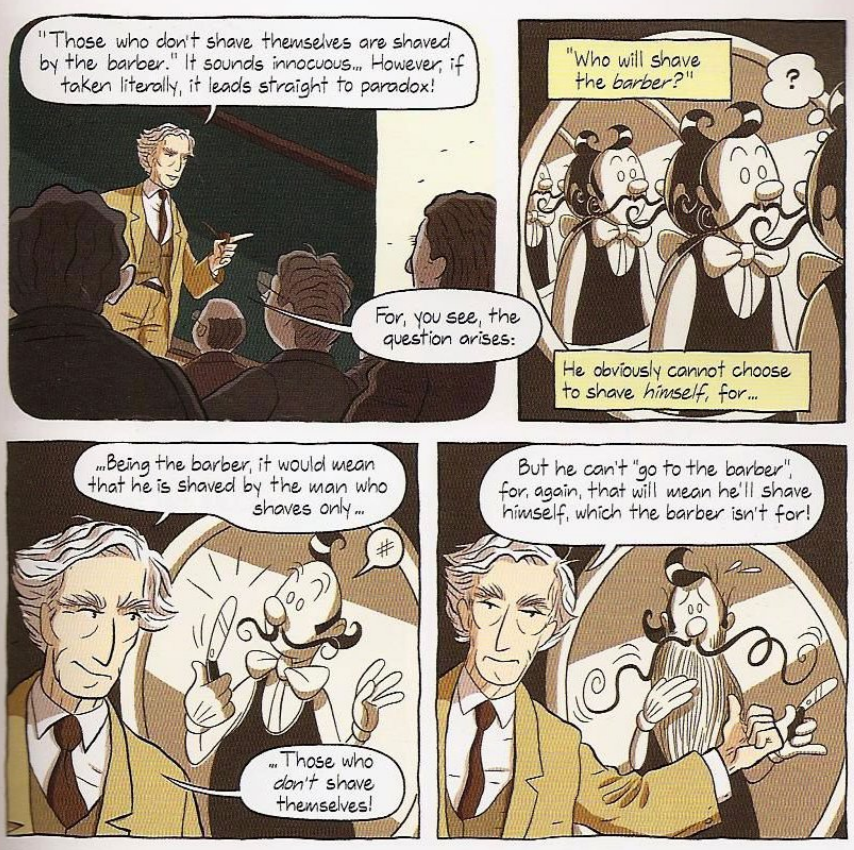 "Those who don't shave themselves are shaved
by the barber." It sounds innocuous... However, if
taken literally, it leads straight to paradox!
For, you see, the
question arises:
"Who will shave
the barber?"
?
He obviously cannot choose
to shave himself, for...
...Being the barber, it would mean
that he is shaved by the man who
shaves only...
#
... Those who
don't shave
themselves!
But he can't "go to the barber",
for, again, that will mean he'll shave
himself, which the barber isn't for!